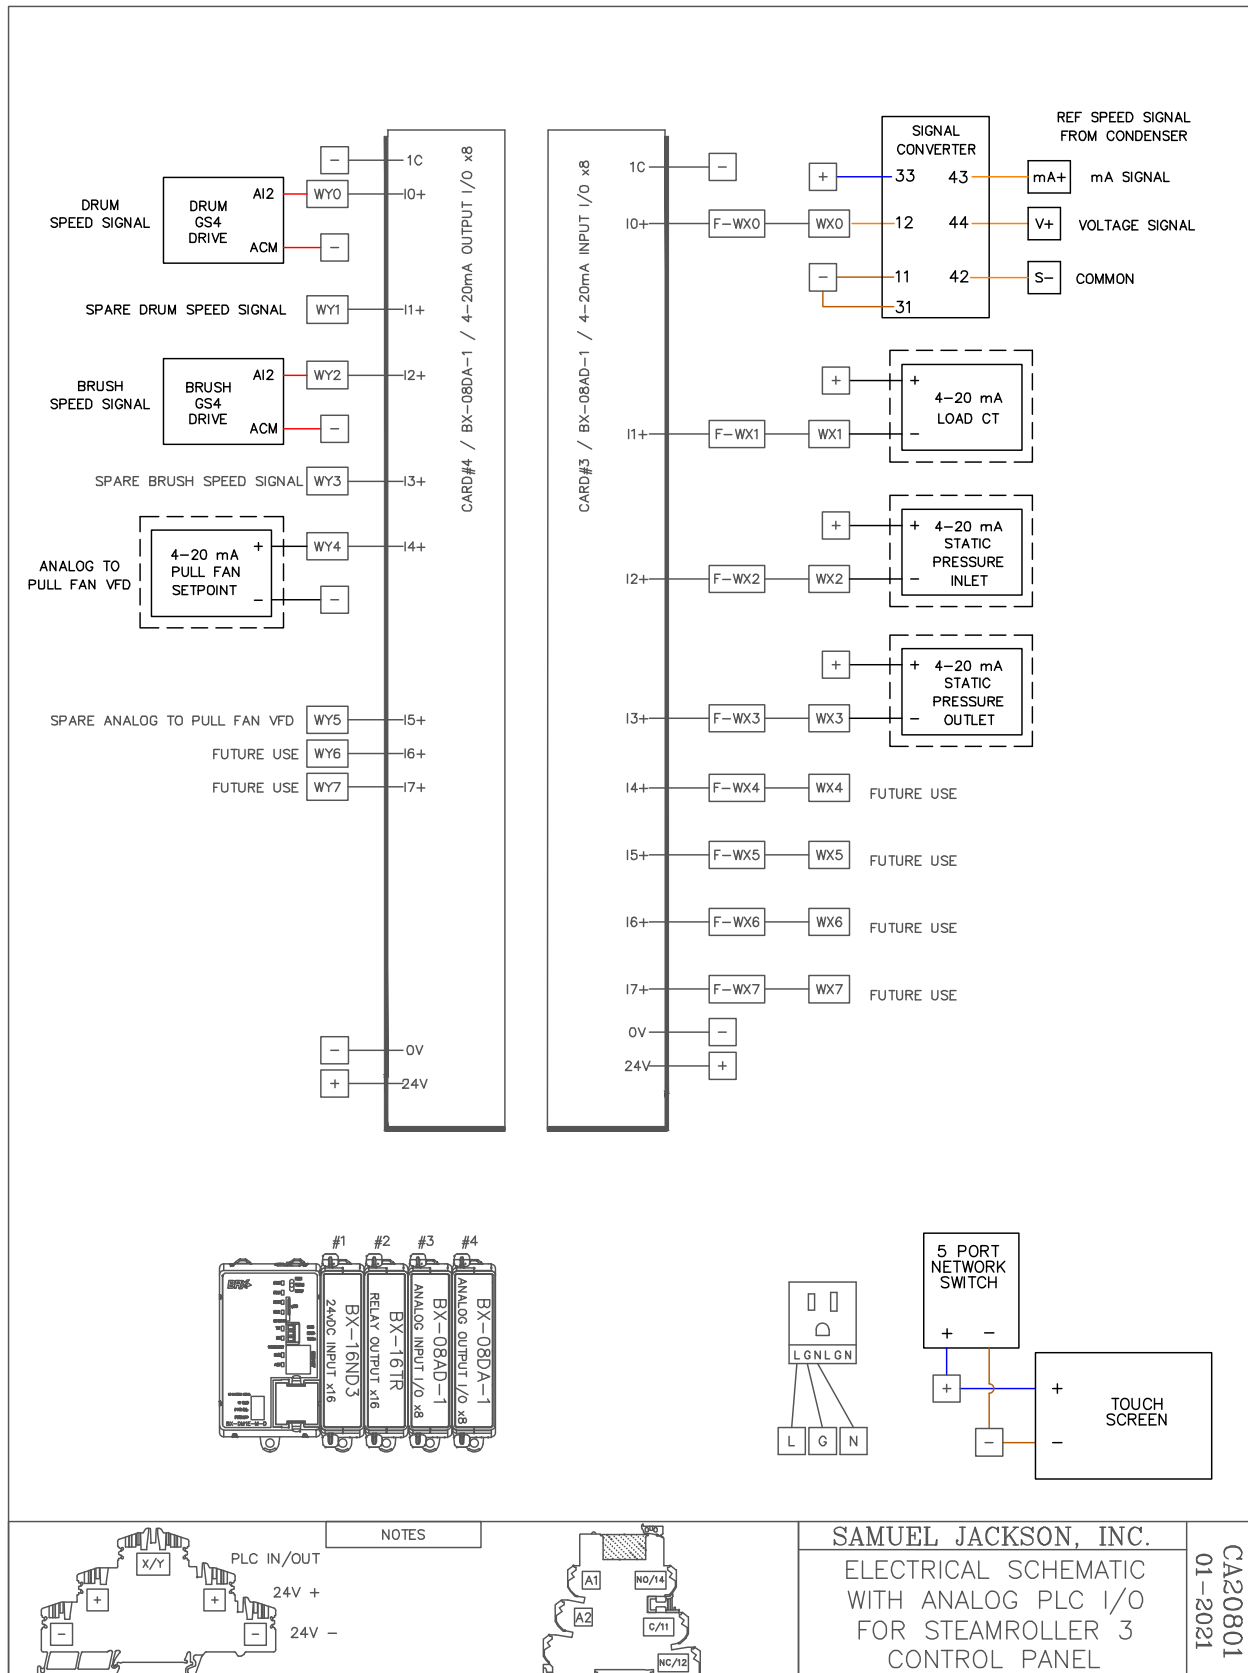 REF SPEED SIGNAL
FROM CONDENSER
SIGNAL
CONVERTER
+ 33 43 mA+ mA SIGNAL
12 44 V+ VOLTAGE SIGNAL
- 11 42 S- COMMON
31
CARD#4 / BX-08DA-1 / 4-20mA OUTPUT I/O x8
- 1C
WY0 I0+
DRUM
SPEED SIGNAL
DRUM
GS4
DRIVE
AI2
ACM -
SPARE DRUM SPEED SIGNAL WY1 I1+
BRUSH
SPEED SIGNAL
BRUSH
GS4
DRIVE
AI2 WY2 I2+
ACM -
SPARE BRUSH SPEED SIGNAL WY3 I3+
ANALOG TO
PULL FAN VFD
4-20 mA
PULL FAN
SETPOINT
+ WY4 I4+
- -
SPARE ANALOG TO PULL FAN VFD WY5 I5+
FUTURE USE WY6 I6+
FUTURE USE WY7 I7+
- 0V
+ 24V
CARD#3 / BX-08AD-1 / 4-20mA INPUT I/O x8
1C -
I0+ F-WX0 WX0
I1+ F-WX1 WX1
+ +
4-20 mA
LOAD CT
-
I2+ F-WX2 WX2
+ +
4-20 mA
STATIC
PRESSURE
INLET
-
I3+ F-WX3 WX3
+ +
4-20 mA
STATIC
PRESSURE
OUTLET
-
I4+ F-WX4 WX4 FUTURE USE
I5+ F-WX5 WX5 FUTURE USE
I6+ F-WX6 WX6 FUTURE USE
I7+ F-WX7 WX7 FUTURE USE
0V -
24V +
#1 #2 #3 #4
BRX
BX-DM1E-M-D
BX-16ND3
24vDC INPUT x16
BX-16TR
RELAY OUTPUT x16
BX-08AD-1
ANALOG INPUT I/O x8
BX-08DA-1
ANALOG OUTPUT I/O x8
L G N L G N
L G N
5 PORT
NETWORK
SWITCH
+ -
+ +
TOUCH
SCREEN
- -
NOTES
X/Y PLC IN/OUT
+ + 24V +
- - 24V -
A1 NO/14
A2 C/11
NC/12
SAMUEL JACKSON, INC.
ELECTRICAL SCHEMATIC
WITH ANALOG PLC I/O
FOR STEAMROLLER 3
CONTROL PANEL
CA20801
01-2021